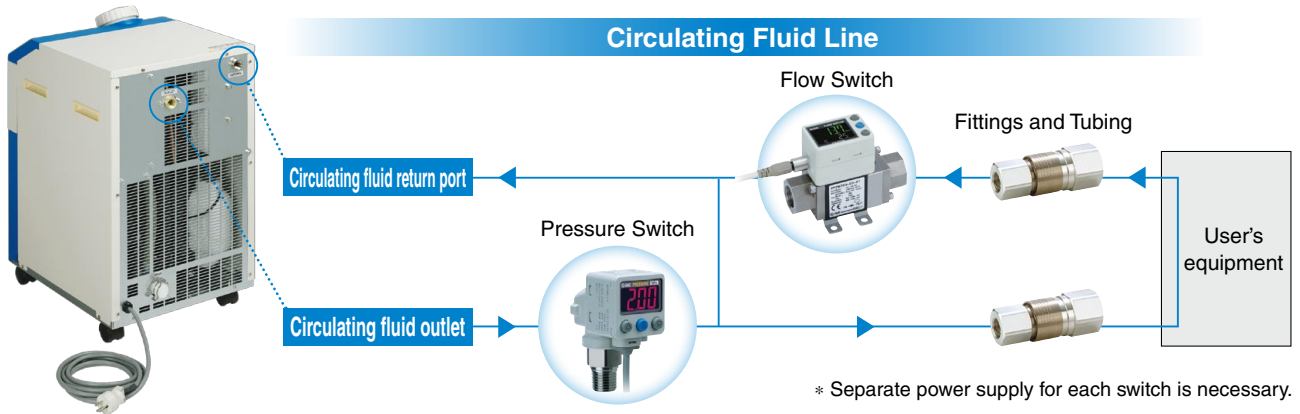 Circulating Fluid Line
Flow Switch
Fittings and Tubing
Circulating fluid return port
Pressure Switch
User's
equipment
200
Circulating fluid outlet
* Separate power supply for each switch is necessary.